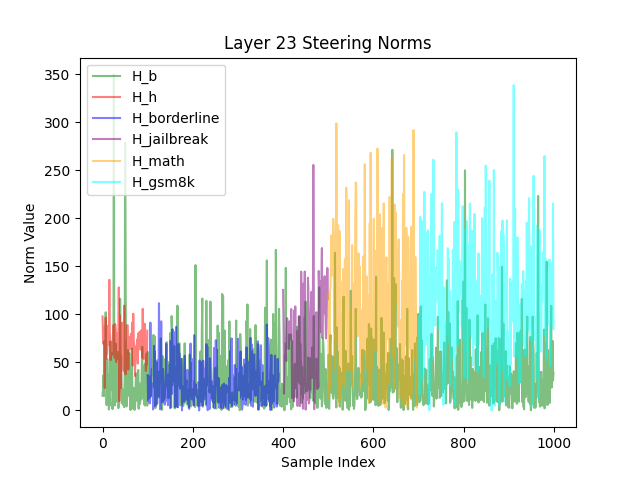 Layer 23 Steering Norms
H_b
H_h
H_borderline
H_jailbreak
H_math
H_gsm8k
Norm Value
350
300
250
200
150
100
50
0
0
200
400
600
800
1000
Sample Index